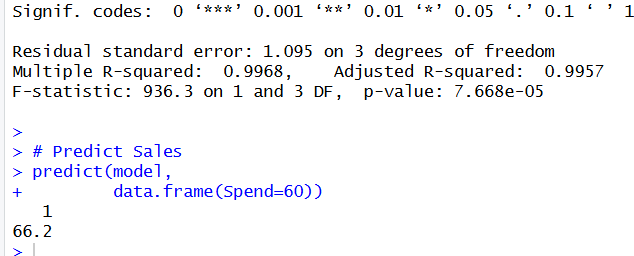 Signif. codes:  0 ‘***’ 0.001 ‘**’ 0.01 ‘*’ 0.05 ‘.’ 0.1 ‘ ’ 1
Residual standard error: 1.095 on 3 degrees of freedom
Multiple R-squared:  0.9968,    Adjusted R-squared:  0.9957
F-statistic: 936.3 on 1 and 3 DF,  p-value: 7.668e-05
>
> # Predict Sales
> predict(model,
+         data.frame(Spend=60))
   1
66.2
>